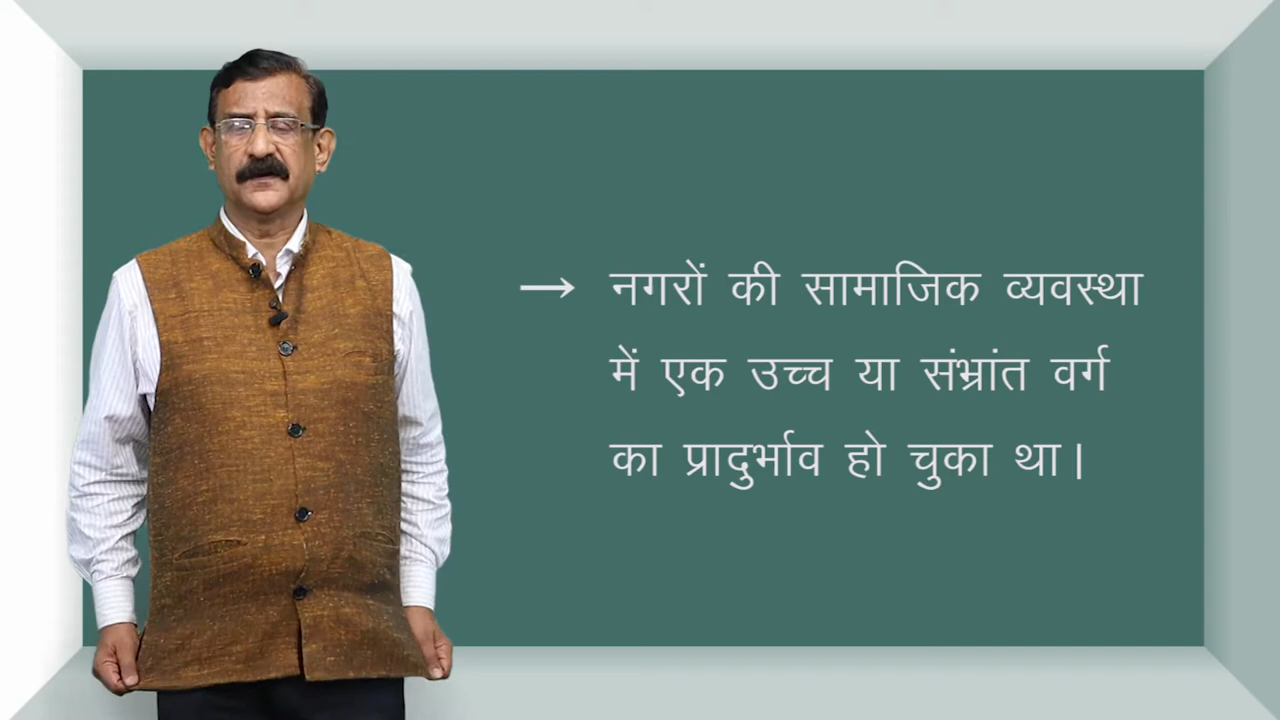 → नगरों की सामाजिक व्यवस्था
में एक उच्च या संभ्रांत वर्ग
का प्रादुर्भाव हो चुका था।